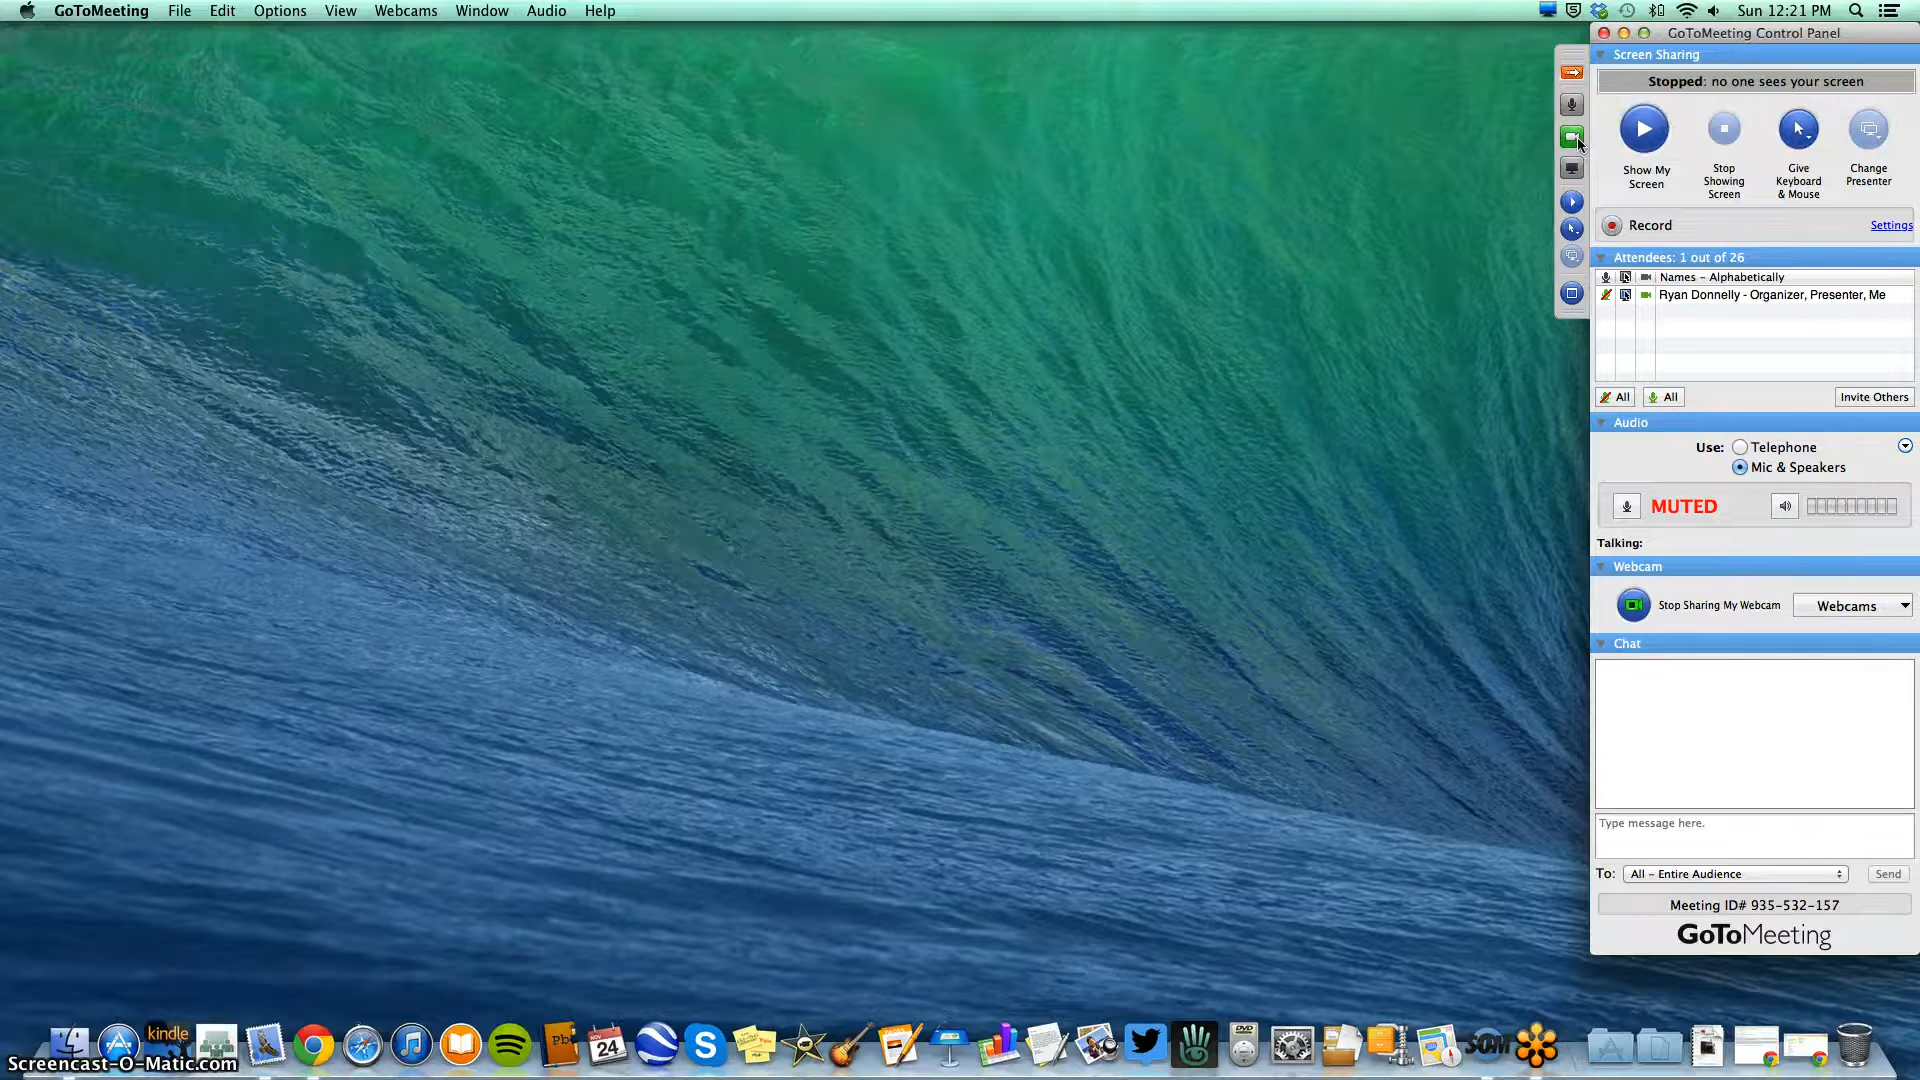 GoToMeeting File Edit Options View Webcams Window Audio Help Sun 12:21 PM
GoToMeeting Control Panel
Screen Sharing
Stopped: no one sees your screen
Show My
Screen
Stop
Showing
Screen
Give
Keyboard
& Mouse
Change
Presenter
Record Settings
Attendees: 1 out of 26
Names - Alphabetically
Ryan Donnelly - Organizer, Presenter, Me
All All Invite Others
Audio
Use: Telephone
Mic & Speakers
MUTED
Talking:
Webcam
Stop Sharing My Webcam Webcams
Chat
Type message here.
To: All - Entire Audience Send
Meeting ID# 935-532-157
GoToMeeting
kindle
Pb
NOV
24
DVD
SOM
Screencast-O-Matic.com